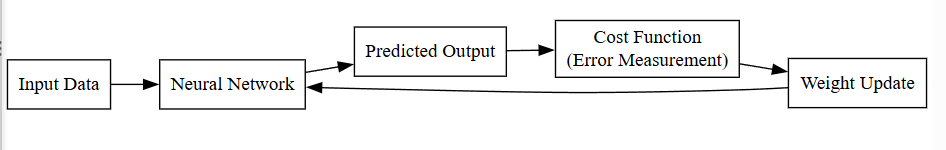 Input Data
Neural Network
Predicted Output
Cost Function
(Error Measurement)
Weight Update